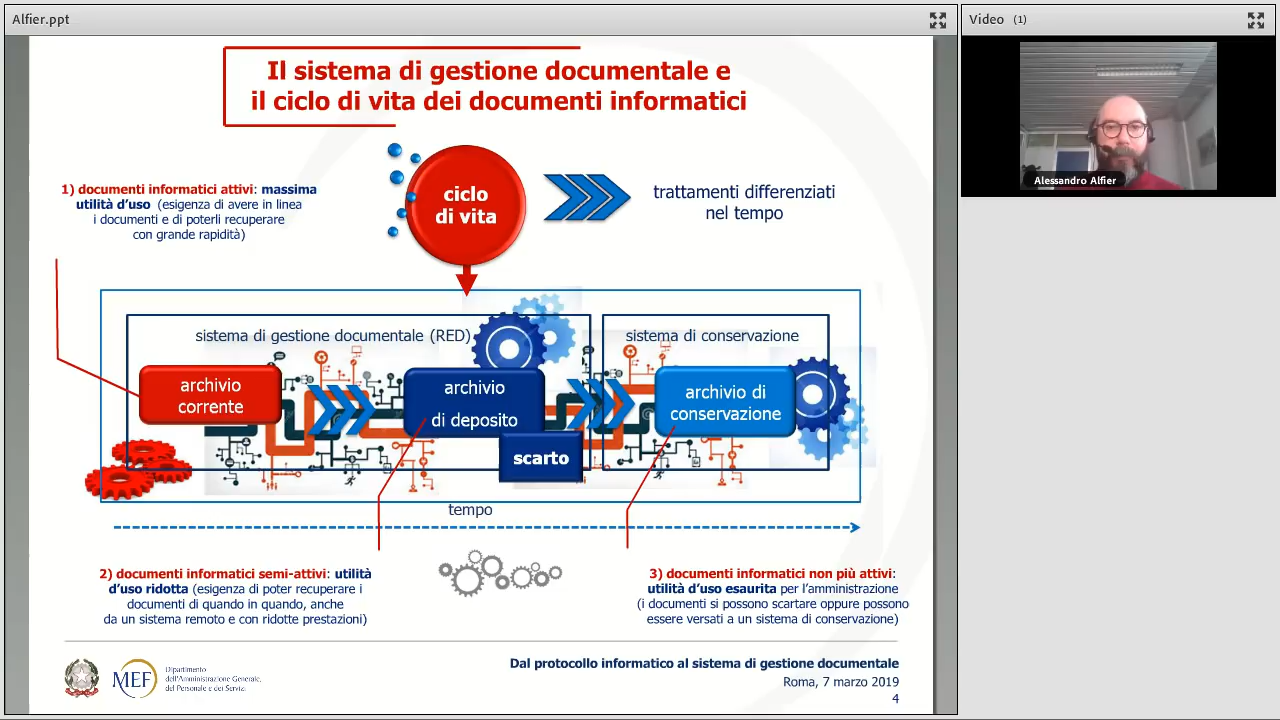 Alfier.ppt
Video (1)
Il sistema di gestione documentale e
il ciclo di vita dei documenti informatici
1) documenti informatici attivi: massima
utilità d'uso (esigenza di avere in linea
i documenti e di poterli recuperare
con grande rapidità)
ciclo
di vita
trattamenti differenziati
nel tempo
Alessandro Alfier
sistema di gestione documentale (RED)
sistema di conservazione
archivio
corrente
archivio
di deposito
archivio di
conservazione
scarto
tempo
2) documenti informatici semi-attivi: utilità
d'uso ridotta (esigenza di poter recuperare i
documenti di quando in quando, anche
da un sistema remoto e con ridotte prestazioni)
3) documenti informatici non più attivi:
utilità d'uso esaurita per l'amministrazione
(i documenti si possono scartare oppure possono
essere versati a un sistema di conservazione)
MEF
Dipartimento
dell'Amministrazione Generale,
del Personale e dei Servizi
Dal protocollo informatico al sistema di gestione documentale
Roma, 7 marzo 2019
4